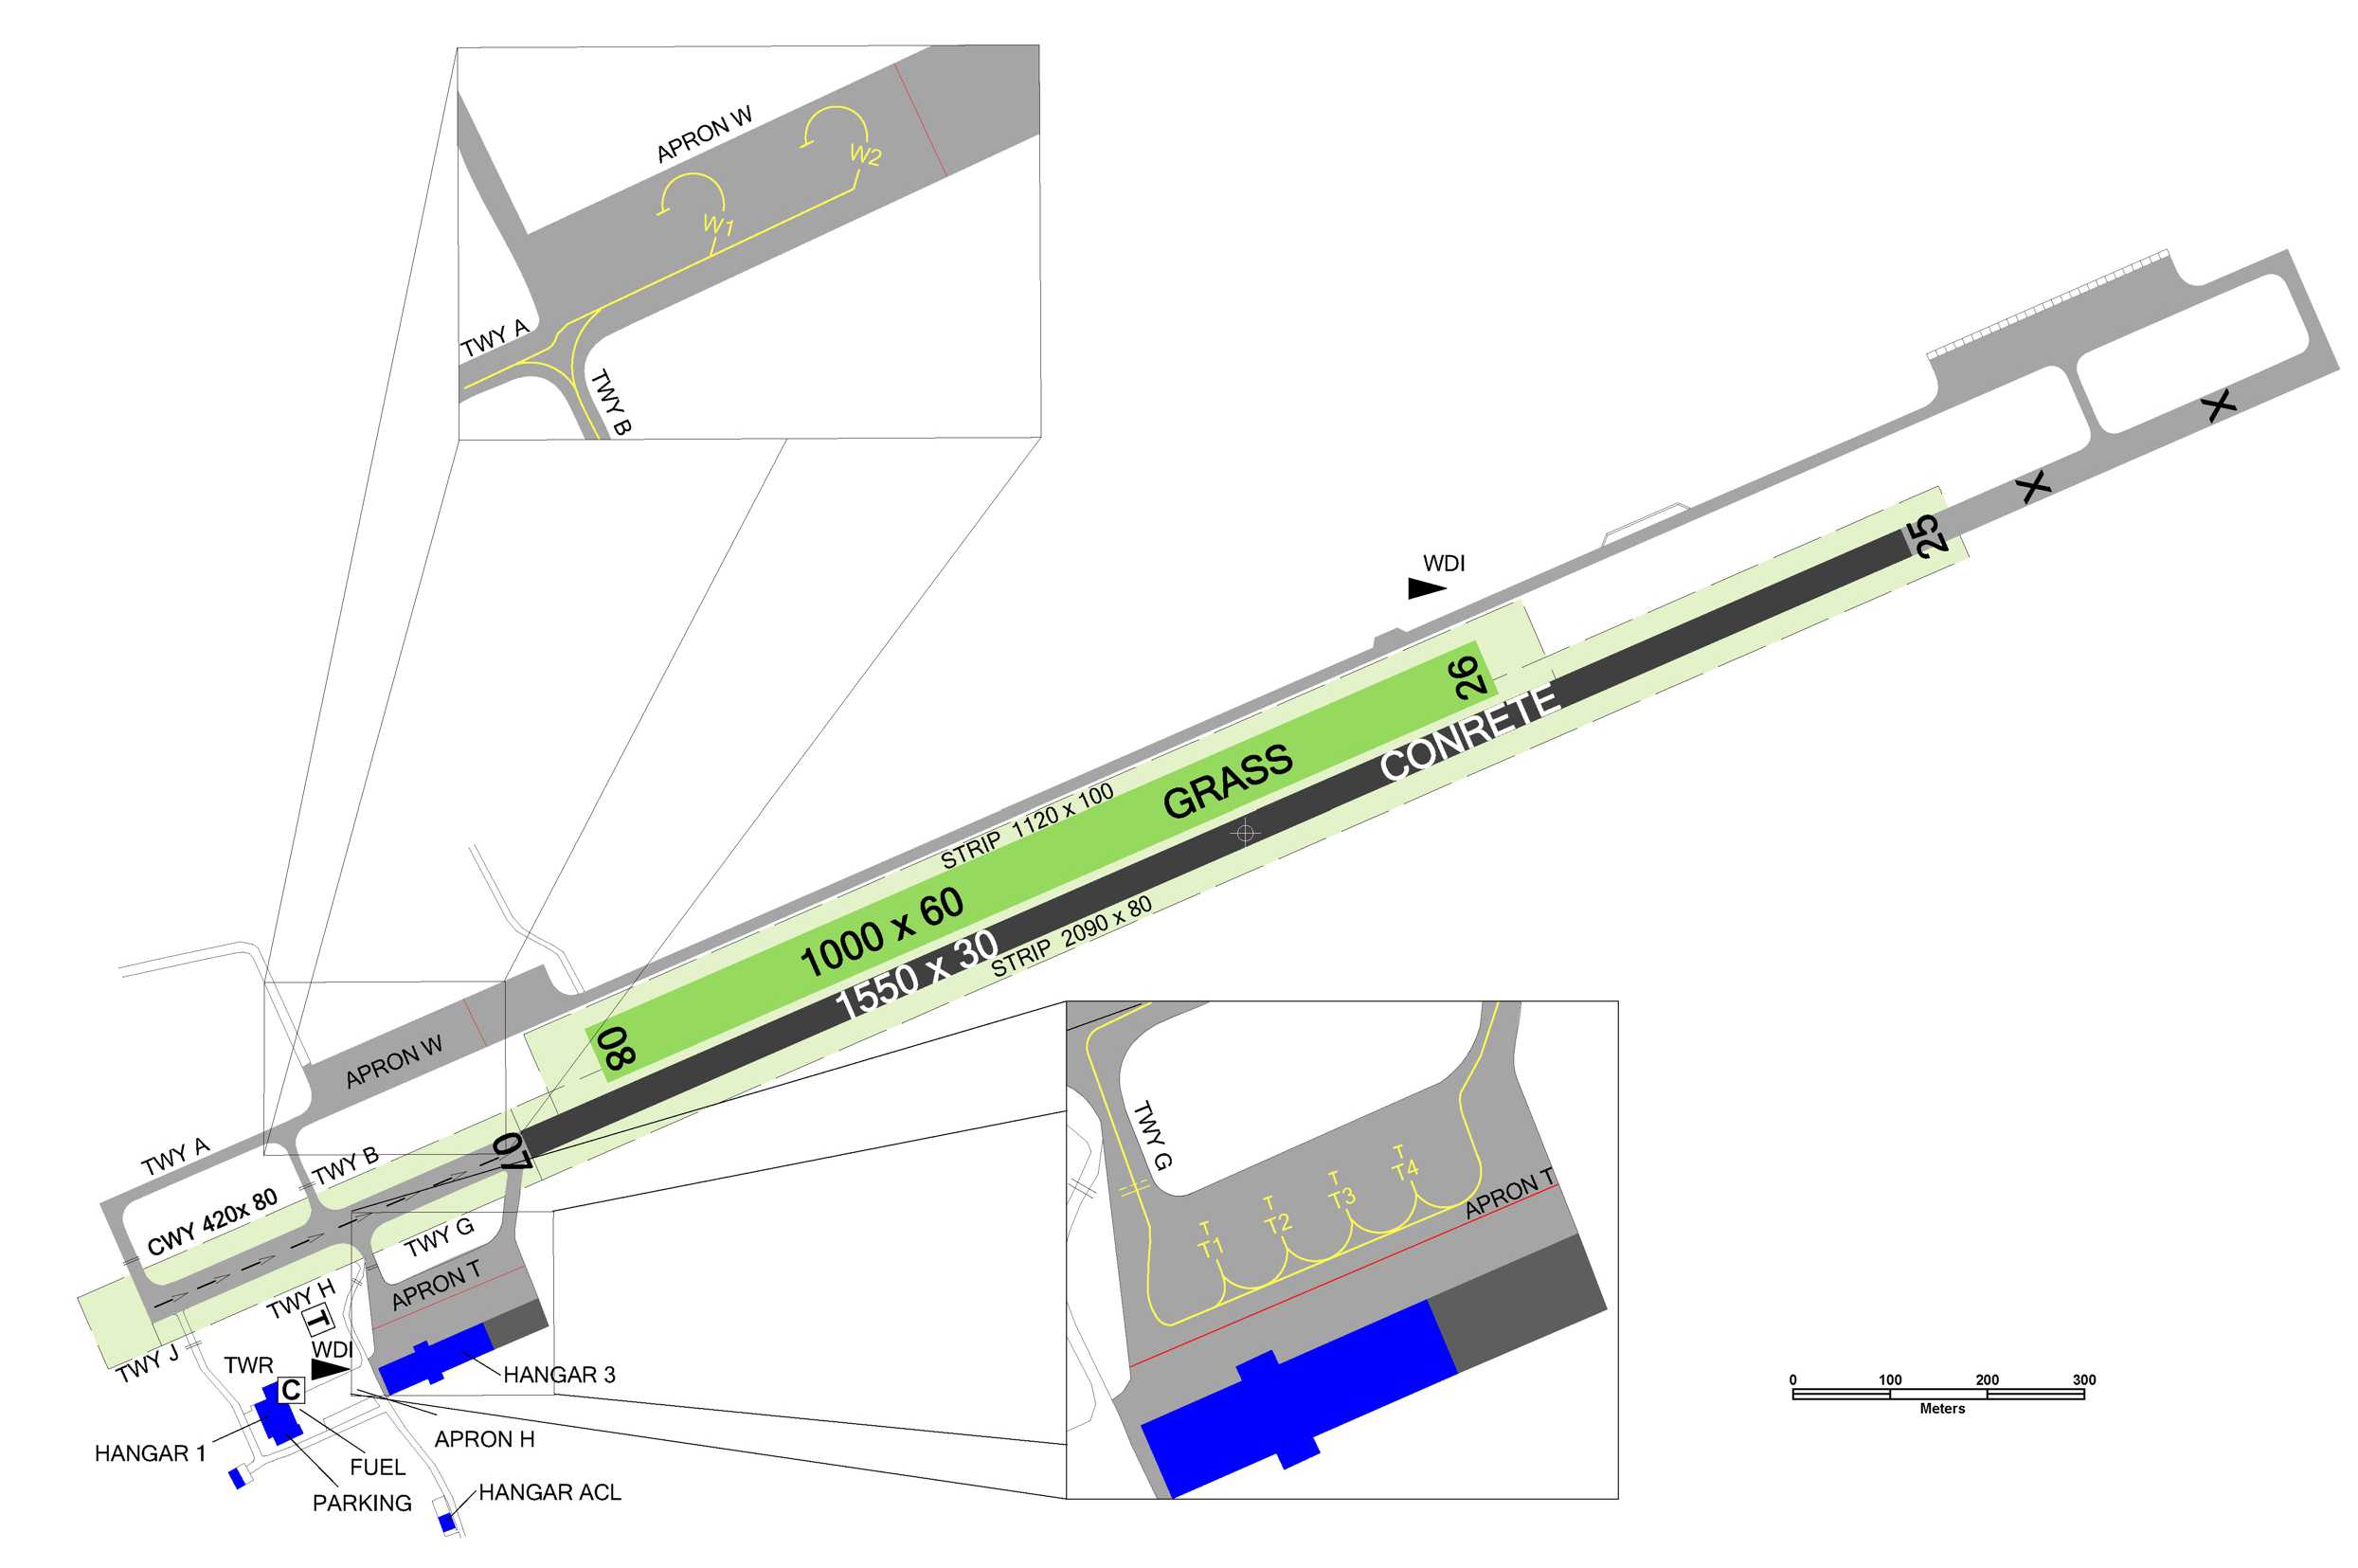 APRON W
W2
W1
TWY A
TWY B
X
X
25
WDI
26
CONRETE
GRASS
STRIP 1120 x 100
1000 x 60
1550 x 30
STRIP 2090 x 80
08
APRON W
07
TWY A
TWY B
CWY 420x 80
TWY G
APRON T
TWY H
T
WDI
TWY J
TWR
C
HANGAR 3
HANGAR 1
APRON H
FUEL
PARKING
HANGAR ACL
TWY G
T
T4
T
T3
T
T2
T
T1
APRON T
0 100 200 300
Meters